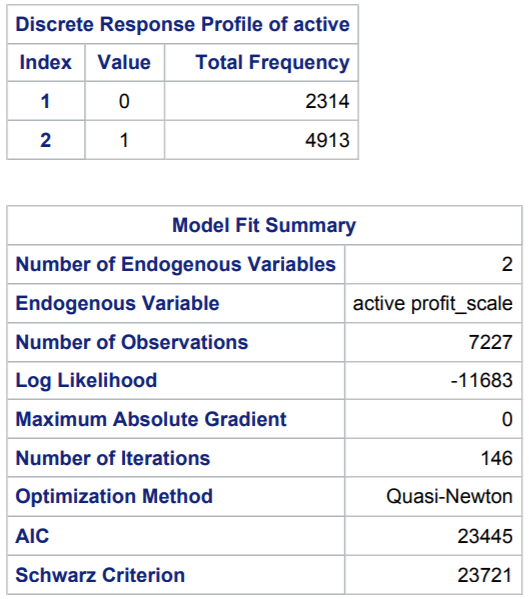 Discrete Response Profile of active
Index Value Total Frequency
1 0 2314
2 1 4913
Model Fit Summary
Number of Endogenous Variables 2
Endogenous Variable active profit_scale
Number of Observations 7227
Log Likelihood -11683
Maximum Absolute Gradient 0
Number of Iterations 146
Optimization Method Quasi-Newton
AIC 23445
Schwarz Criterion 23721